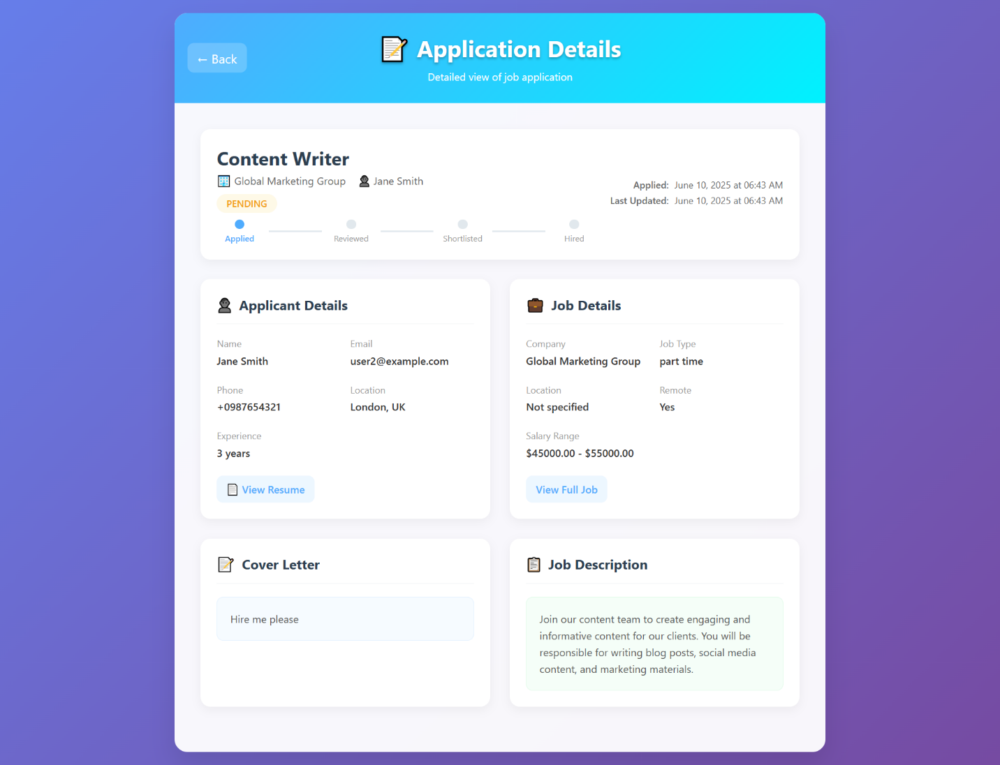 ← Back
Application Details
Detailed view of job application
Content Writer
Global Marketing Group Jane Smith
PENDING
Applied: June 10, 2025 at 06:43 AM
Last Updated: June 10, 2025 at 06:43 AM
Applied Reviewed Shortlisted Hired
Applicant Details
Name Email
Jane Smith user2@example.com
Phone Location
+0987654321 London, UK
Experience
3 years
View Resume
Job Details
Company Job Type
Global Marketing Group part time
Location Remote
Not specified Yes
Salary Range
$45000.00 - $55000.00
View Full Job
Cover Letter
Hire me please
Job Description
Join our content team to create engaging and
informative content for our clients. You will be
responsible for writing blog posts, social media
content, and marketing materials.